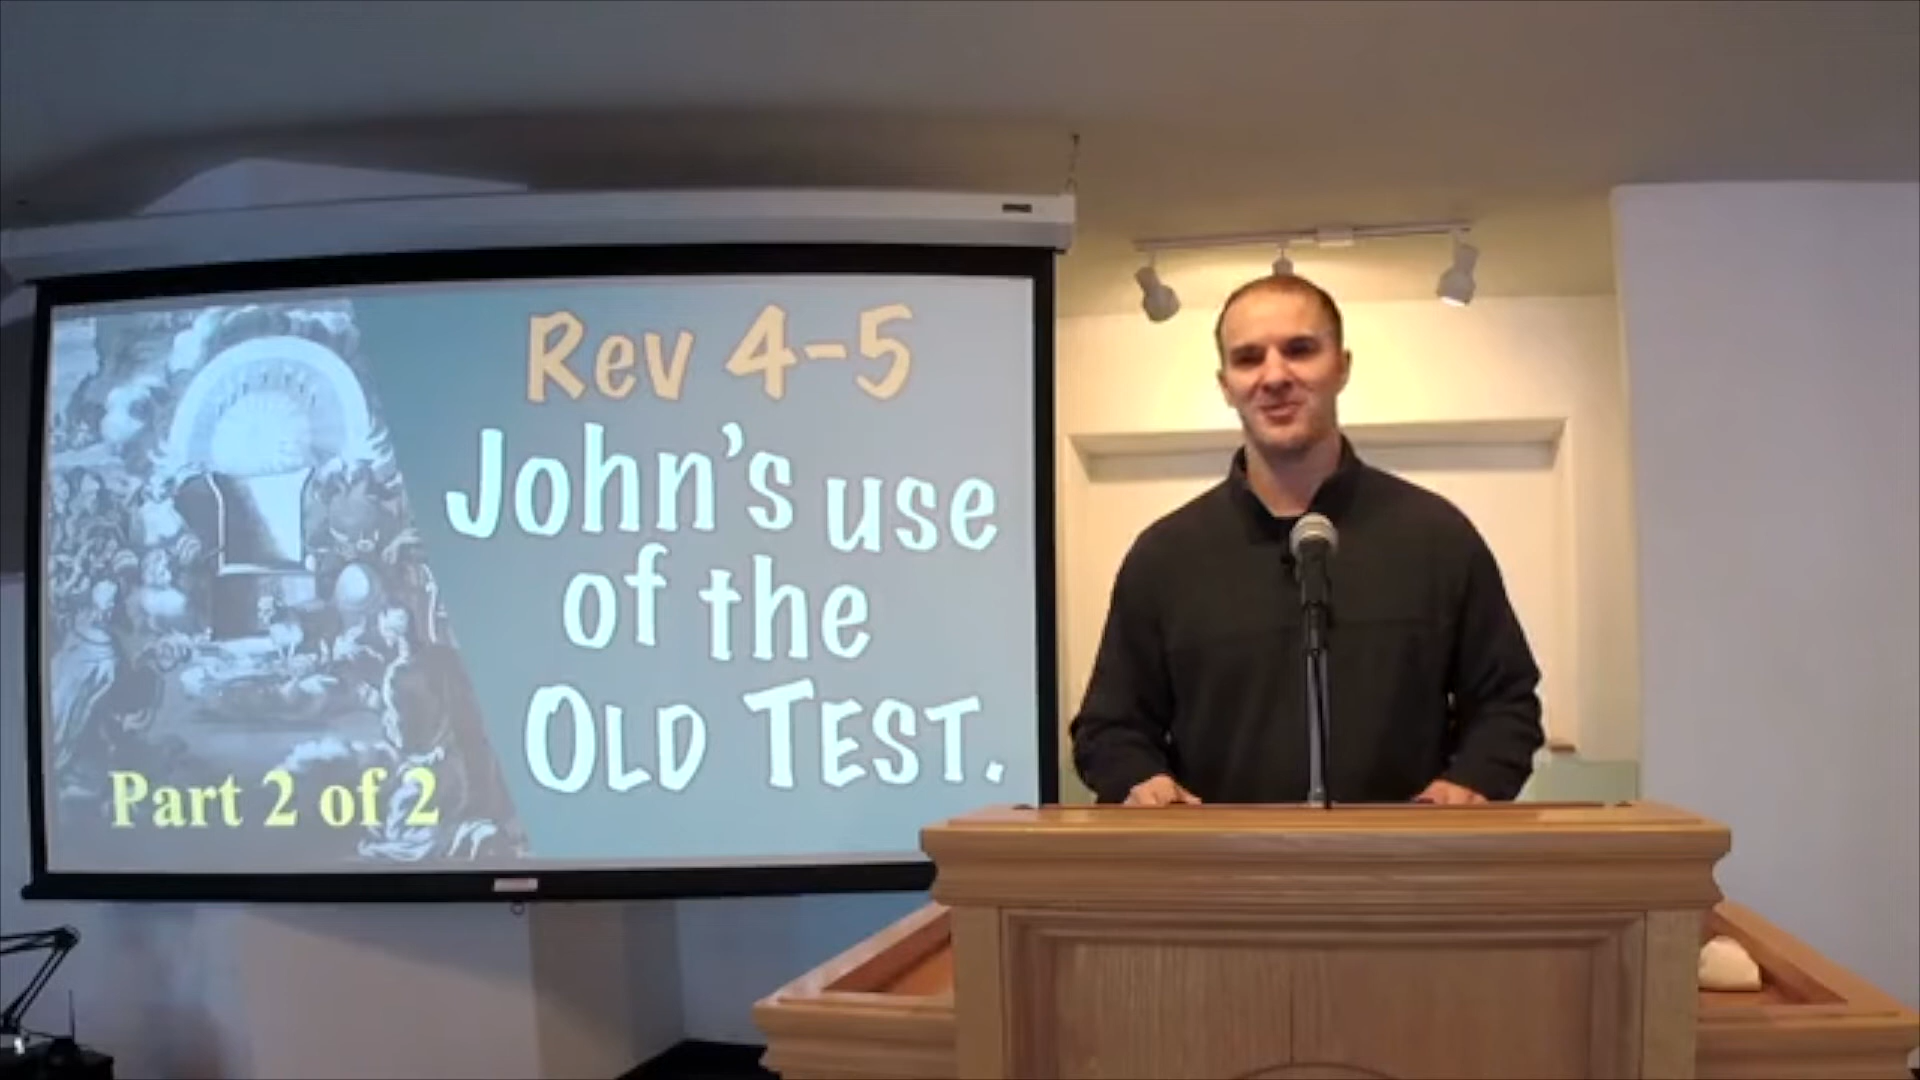 Rev 4-5
John's use
of the
OLD TEST.
Part 2 of 2